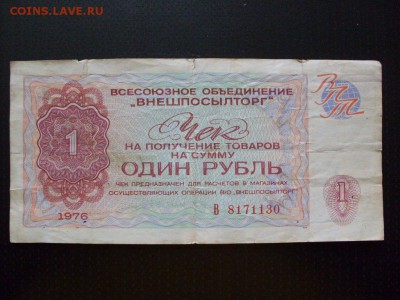 COINS.LAVE.RU
ВСЕСОЮЗНОЕ ОБЪЕДИНЕНИЕ
„ВНЕШПОСЫЛТОРГ"
ВПТ
Чек
НА ПОЛУЧЕНИЕ ТОВАРОВ
НА СУММУ
1
ОДИН РУБЛЬ
ЧЕК ПРЕДНАЗНАЧЕН ДЛЯ РАСЧЕТОВ В МАГАЗИНАХ,
ОСУЩЕСТВЛЯЮЩИХ ОПЕРАЦИИ В/О „ВНЕШПОСЫЛТОРГ"
1
1976
В 8171130